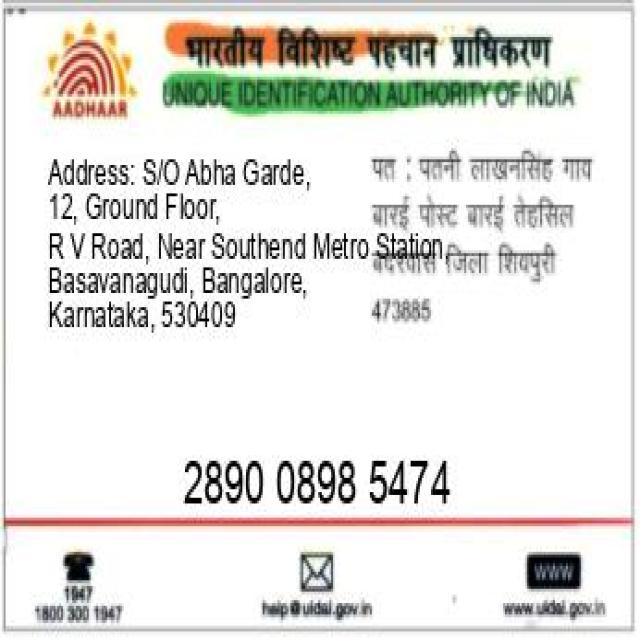 भारतीय विशिष्ट पहचान प्राधिकरण
UNIQUE IDENTIFICATION AUTHORITY OF INDIA
AADHAAR
Address: S/O Abha Garde,
12, Ground Floor,
R V Road, Near Southend Metro Station,
Basavanagudi, Bangalore,
Karnataka, 530409
पत : पतनी लाखनसिंह गाय
बारई पोस्ट बारई तेहसिल
बदरवास जिला शिवपुरी
473885
2890 0898 5474
1947
1800 300 1947
help@uidai.gov.in
WWW
www.uidai.gov.in